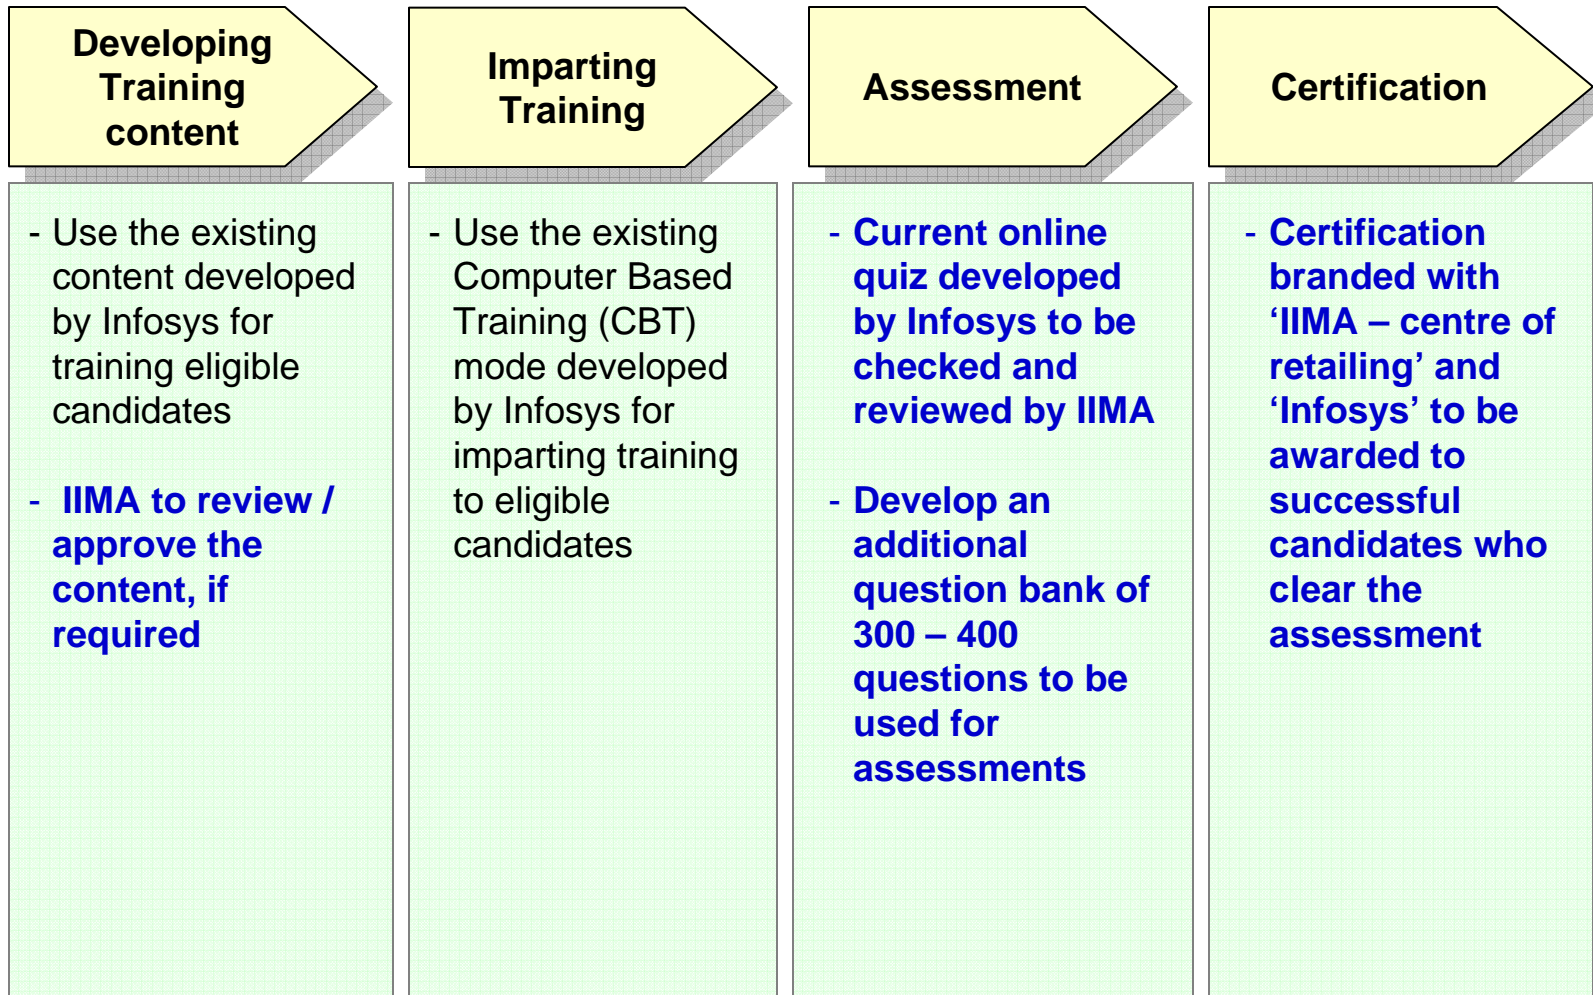 Developing
Training
content
Imparting
Training
Assessment
Certification
- Use the existing
content developed
by Infosys for
training eligible
candidates
- IIMA to review /
approve the
content, if
required
- Use the existing
Computer Based
Training (CBT)
mode developed
by Infosys for
imparting training
to eligible
candidates
- Current online
quiz developed
by Infosys to be
checked and
reviewed by IIMA
- Develop an
additional
question bank of
300 – 400
questions to be
used for
assessments
- Certification
branded with
‘IIMA – centre of
retailing’ and
‘Infosys’ to be
awarded to
successful
candidates who
clear the
assessment